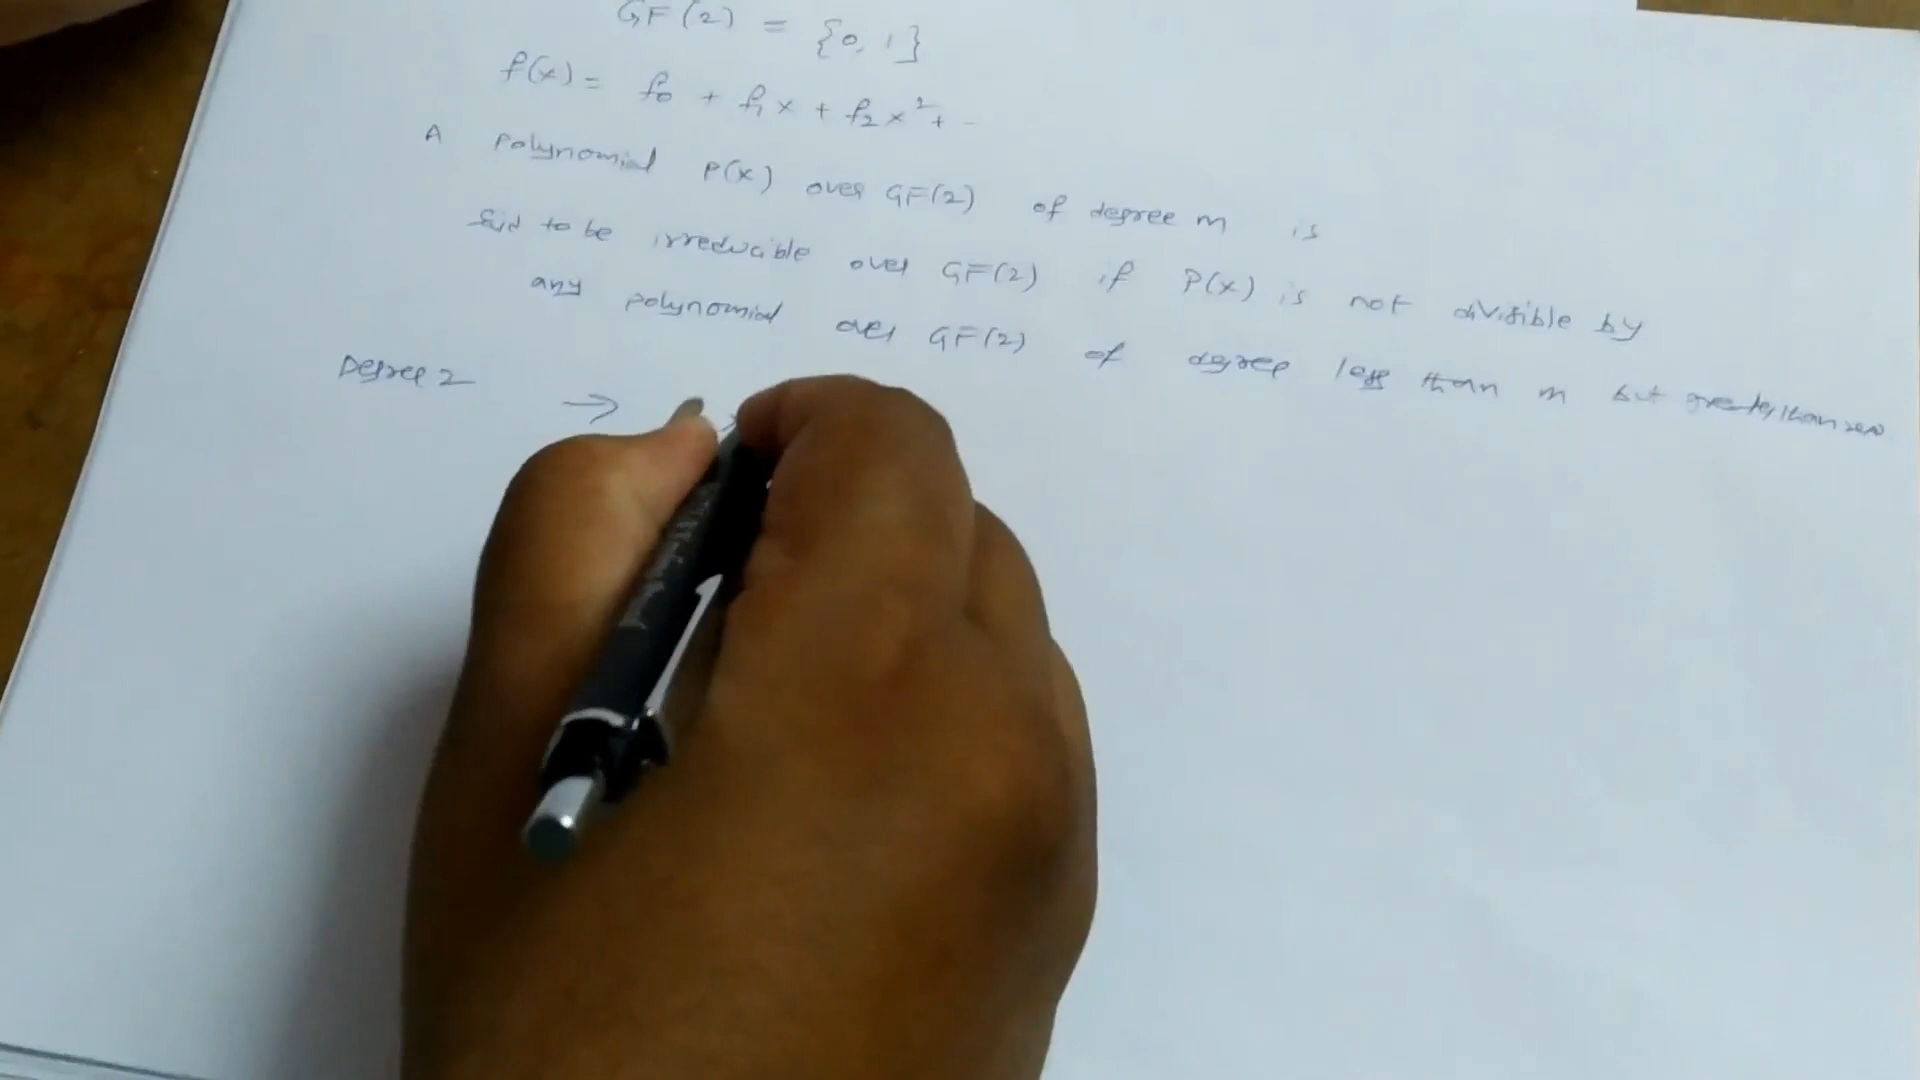 GF(2) = {0, 1}
f(x) = f₀ + f₁x + f₂x² + -
A polynomial P(x) over GF(2) of degree m is
said to be irreducible over GF(2) if P(x) is not divisible by
any polynomial over GF(2) of degree less than m but greater than zero
Degree 2 →